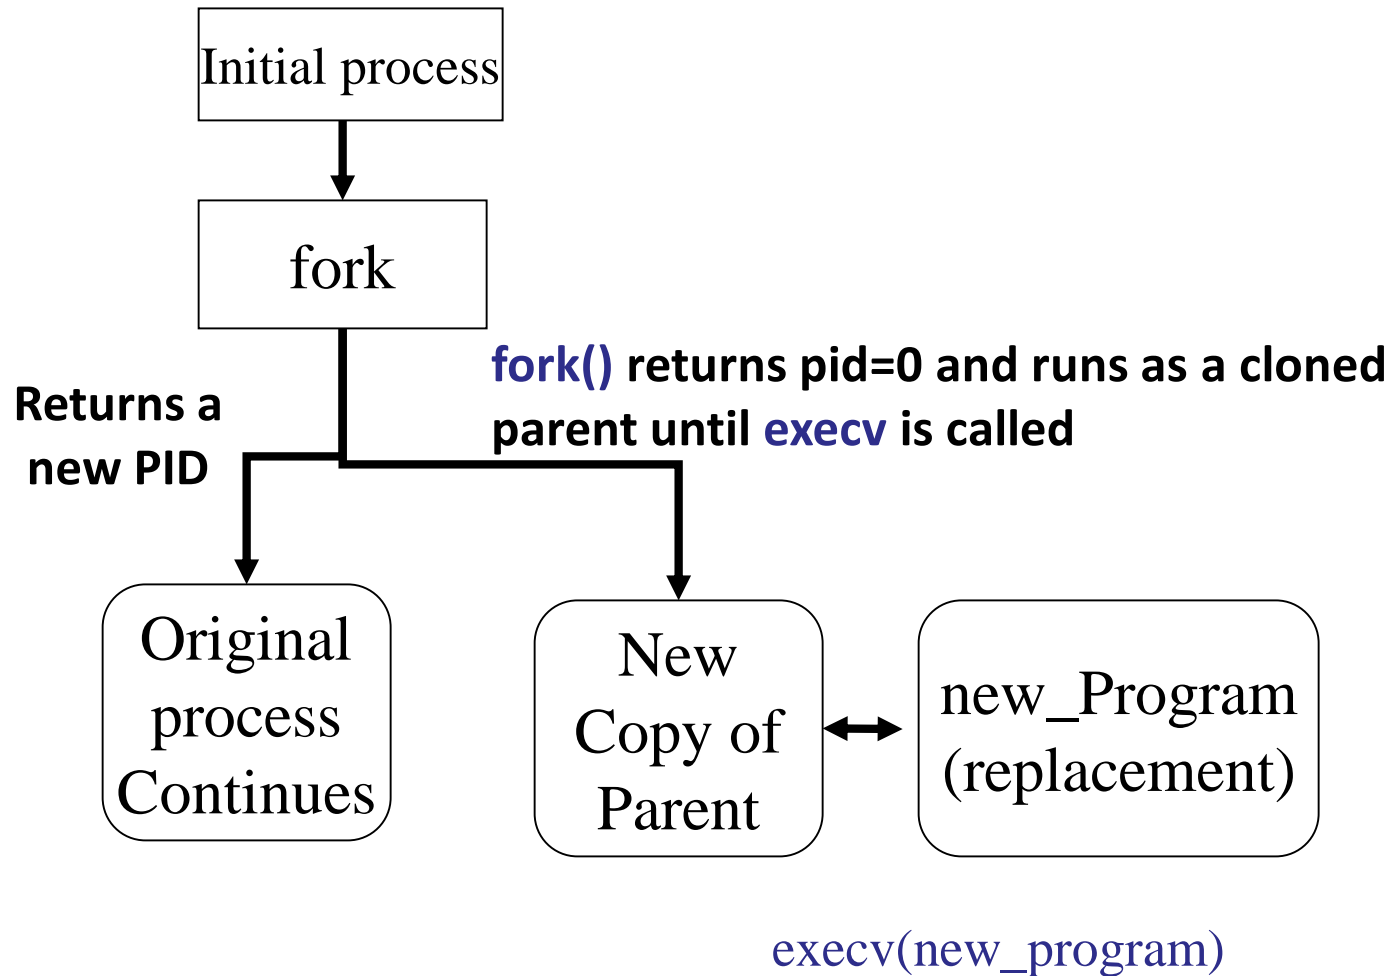 Initial process
fork
fork() returns pid=0 and runs as a cloned
parent until execv is called
Returns a
new PID
Original
process
Continues
New
Copy of
Parent
new_Program
(replacement)
execv(new_program)